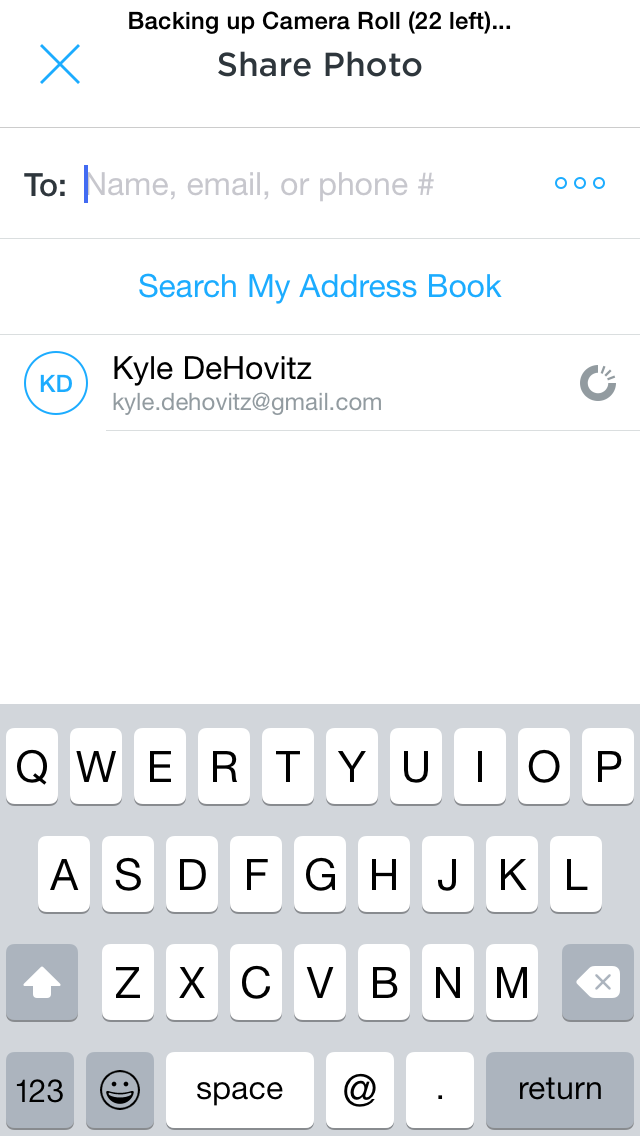 Backing up Camera Roll (22 left)...
Share Photo
To: Name, email, or phone #
Search My Address Book
KD Kyle DeHovitz
kyle.dehovitz@gmail.com
Q W E R T Y U I O P
A S D F G H J K L
Z X C V B N M
123 space @ . return